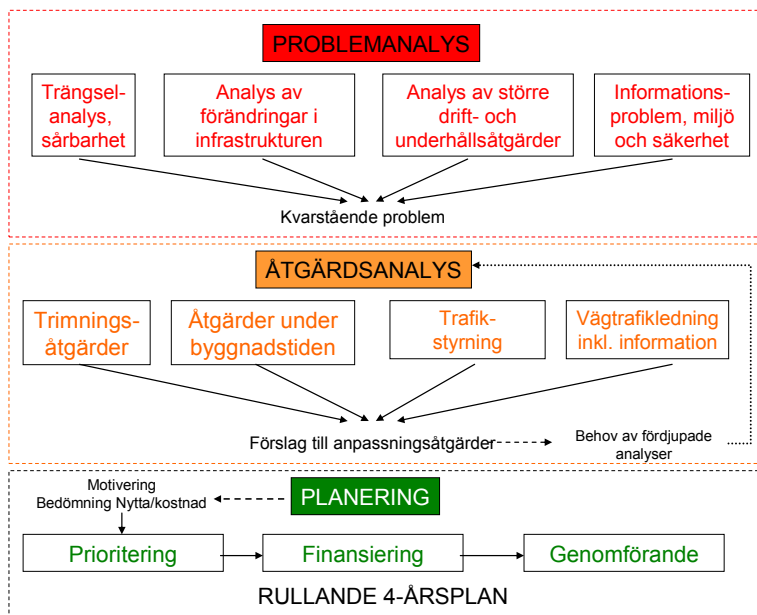 PROBLEMANALYS
Trängsel-
analys,
sårbarhet
Analys av
förändringar i
infrastrukturen
Analys av större
drift- och
underhållsåtgärder
Informations-
problem, miljö
och säkerhet
Kvarstående problem
ÅTGÄRDSANALYS
Trimnings-
åtgärder
Åtgärder under
byggnadstiden
Trafik-
styrning
Vägtrafikledning
inkl. information
Förslag till anpassningsåtgärder
Behov av fördjupade
analyser
Motivering
Bedömning Nytta/kostnad
PLANERING
Prioritering
Finansiering
Genomförande
RULLANDE 4-ÅRSPLAN